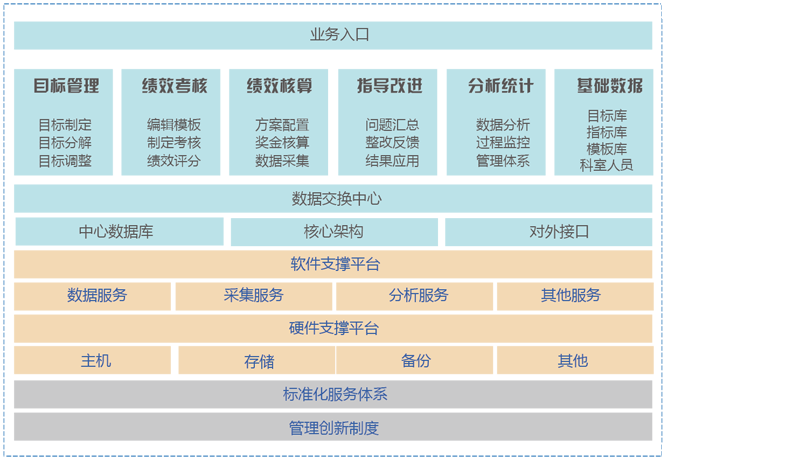 业务入口
目标管理 绩效考核 绩效核算 指导改进 分析统计 基础数据
目标制定
目标分解
目标调整
编辑模板
制定考核
绩效评分
方案配置
奖金核算
数据采集
问题汇总
整改反馈
结果应用
数据分析
过程监控
管理体系
目标库
指标库
模板库
科室人员
数据交换中心
中心数据库 核心架构 对外接口
软件支撑平台
数据服务 采集服务 分析服务 其他服务
硬件支撑平台
主机 存储 备份 其他
标准化服务体系
管理创新制度